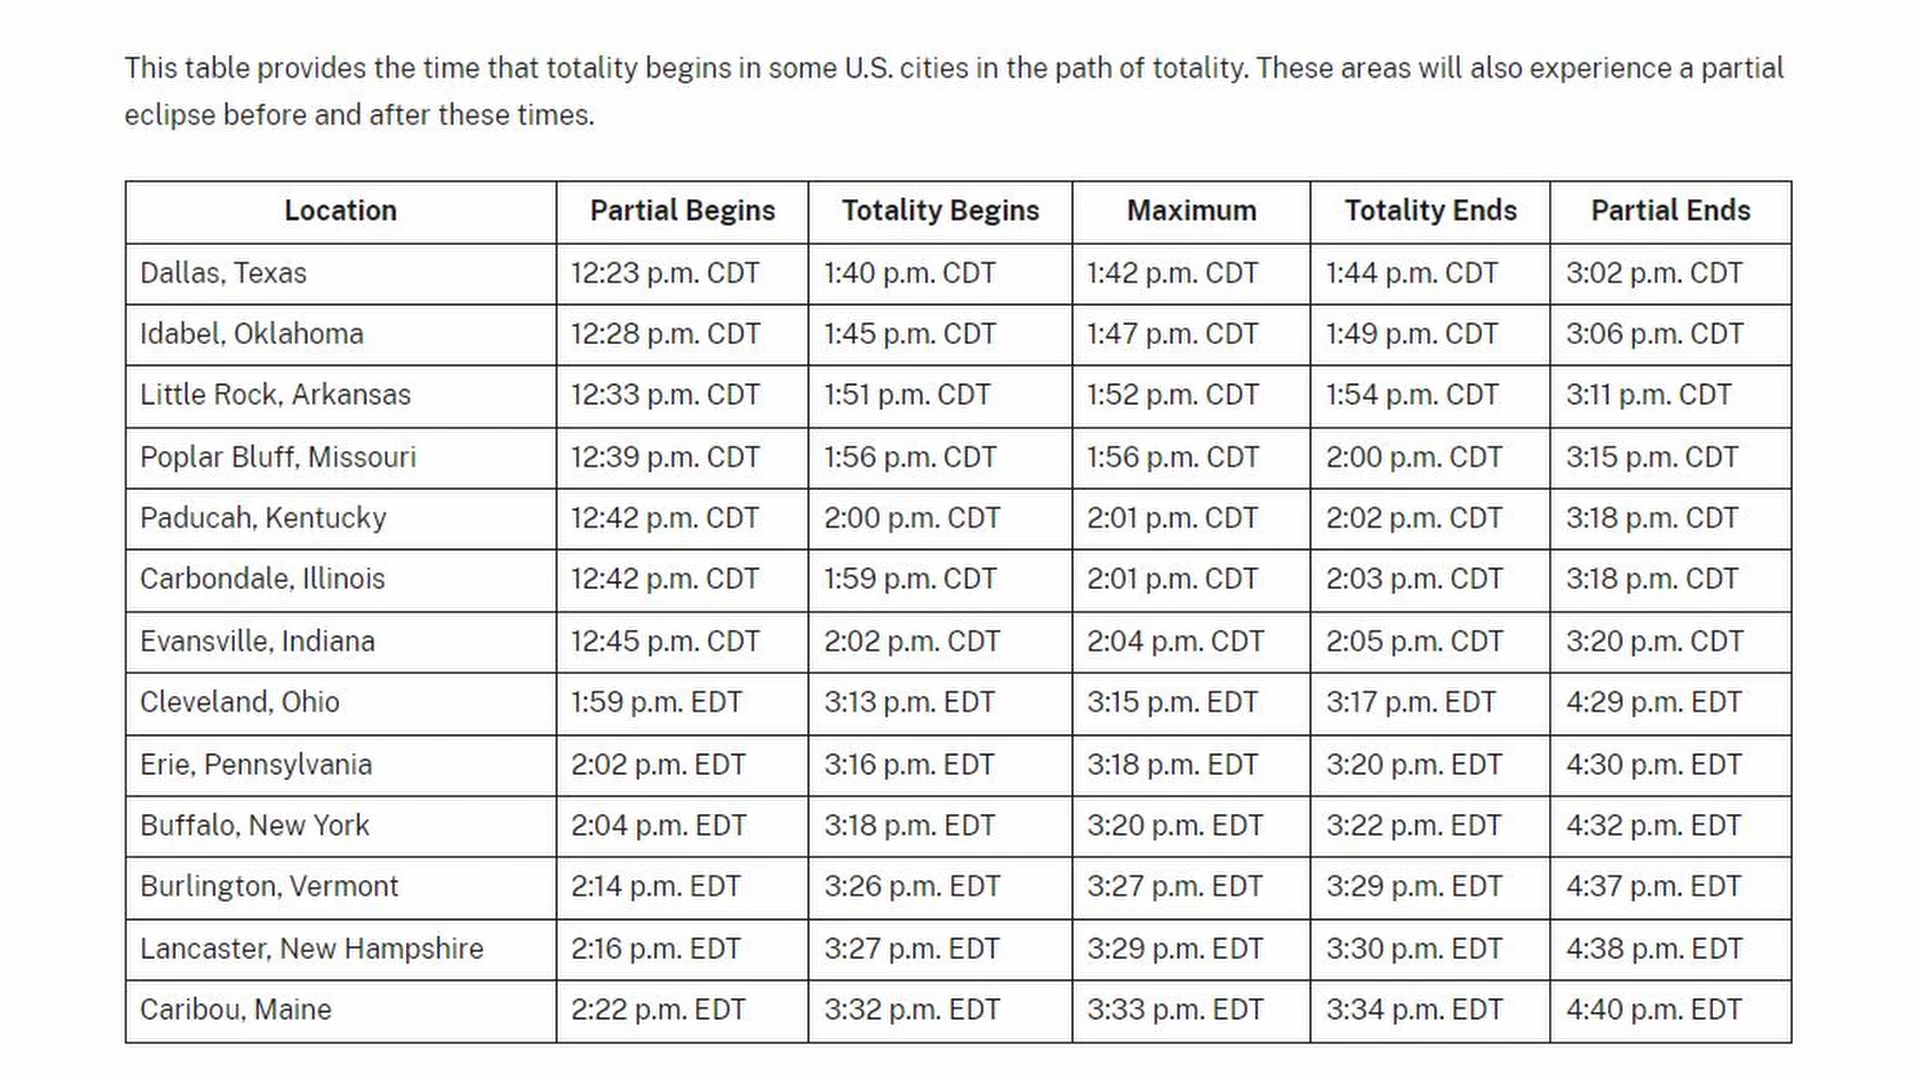 This table provides the time that totality begins in some U.S. cities in the path of totality. These areas will also experience a partial
eclipse before and after these times.
Location Partial Begins Totality Begins Maximum Totality Ends Partial Ends
Dallas, Texas 12:23 p.m. CDT 1:40 p.m. CDT 1:42 p.m. CDT 1:44 p.m. CDT 3:02 p.m. CDT
Idabel, Oklahoma 12:28 p.m. CDT 1:45 p.m. CDT 1:47 p.m. CDT 1:49 p.m. CDT 3:06 p.m. CDT
Little Rock, Arkansas 12:33 p.m. CDT 1:51 p.m. CDT 1:52 p.m. CDT 1:54 p.m. CDT 3:11 p.m. CDT
Poplar Bluff, Missouri 12:39 p.m. CDT 1:56 p.m. CDT 1:56 p.m. CDT 2:00 p.m. CDT 3:15 p.m. CDT
Paducah, Kentucky 12:42 p.m. CDT 2:00 p.m. CDT 2:01 p.m. CDT 2:02 p.m. CDT 3:18 p.m. CDT
Carbondale, Illinois 12:42 p.m. CDT 1:59 p.m. CDT 2:01 p.m. CDT 2:03 p.m. CDT 3:18 p.m. CDT
Evansville, Indiana 12:45 p.m. CDT 2:02 p.m. CDT 2:04 p.m. CDT 2:05 p.m. CDT 3:20 p.m. CDT
Cleveland, Ohio 1:59 p.m. EDT 3:13 p.m. EDT 3:15 p.m. EDT 3:17 p.m. EDT 4:29 p.m. EDT
Erie, Pennsylvania 2:02 p.m. EDT 3:16 p.m. EDT 3:18 p.m. EDT 3:20 p.m. EDT 4:30 p.m. EDT
Buffalo, New York 2:04 p.m. EDT 3:18 p.m. EDT 3:20 p.m. EDT 3:22 p.m. EDT 4:32 p.m. EDT
Burlington, Vermont 2:14 p.m. EDT 3:26 p.m. EDT 3:27 p.m. EDT 3:29 p.m. EDT 4:37 p.m. EDT
Lancaster, New Hampshire 2:16 p.m. EDT 3:27 p.m. EDT 3:29 p.m. EDT 3:30 p.m. EDT 4:38 p.m. EDT
Caribou, Maine 2:22 p.m. EDT 3:32 p.m. EDT 3:33 p.m. EDT 3:34 p.m. EDT 4:40 p.m. EDT